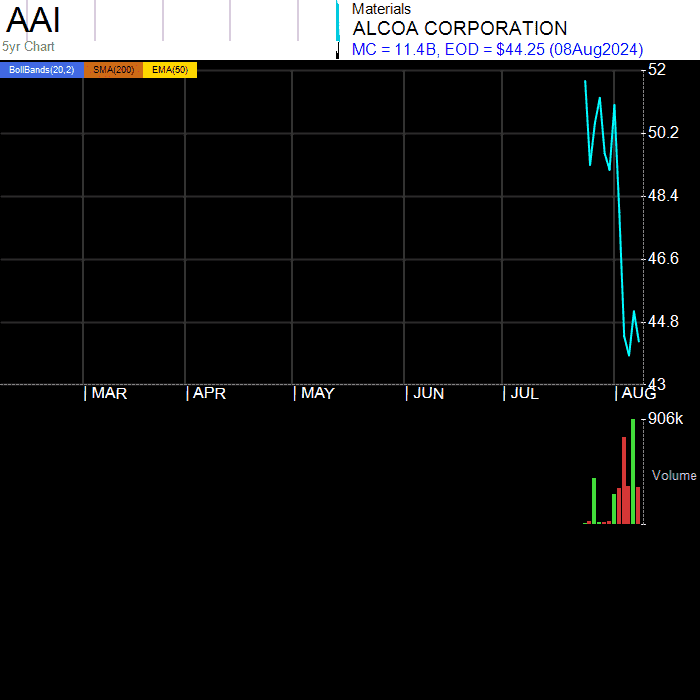 AAI
5yr Chart
Materials
ALCOA CORPORATION
MC = 11.4B, EOD = $44.25 (08Aug2024)
BollBands(20,2) SMA(200) EMA(50)
52
50.2
48.4
46.6
44.8
43
| MAR | APR | MAY | JUN | JUL | AUG
906k
Volume